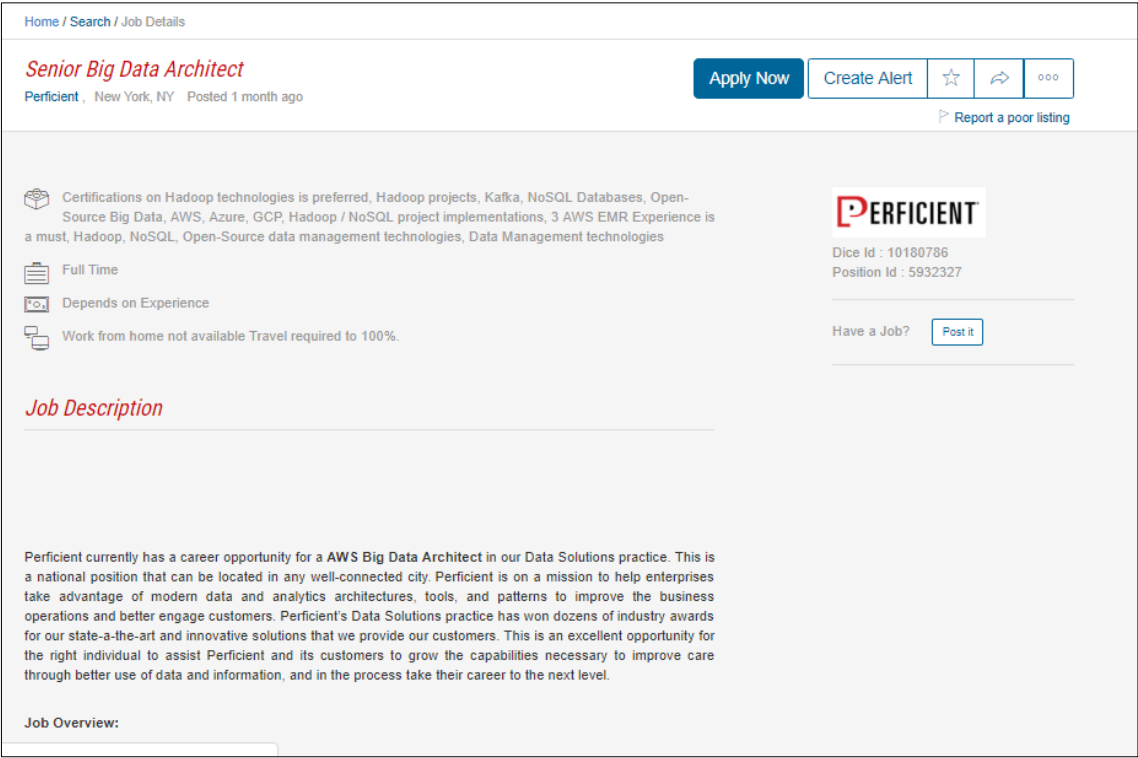 Home / Search / Job Details
Senior Big Data Architect
Perficient , New York, NY Posted 1 month ago
Apply Now
Create Alert
Report a poor listing
Certifications on Hadoop technologies is preferred, Hadoop projects, Kafka, NoSQL Databases, Open-
Source Big Data, AWS, Azure, GCP, Hadoop / NoSQL project implementations, 3 AWS EMR Experience is
a must, Hadoop, NoSQL, Open-Source data management technologies, Data Management technologies
Full Time
Depends on Experience
Work from home not available Travel required to 100%.
PERFICIENT
Dice Id : 10180786
Position Id : 5932327
Have a Job?
Post it
Job Description
Perficient currently has a career opportunity for a AWS Big Data Architect in our Data Solutions practice. This is
a national position that can be located in any well-connected city. Perficient is on a mission to help enterprises
take advantage of modern data and analytics architectures, tools, and patterns to improve the business
operations and better engage customers. Perficient's Data Solutions practice has won dozens of industry awards
for our state-a-the-art and innovative solutions that we provide our customers. This is an excellent opportunity for
the right individual to assist Perficient and its customers to grow the capabilities necessary to improve care
through better use of data and information, and in the process take their career to the next level.
Job Overview: